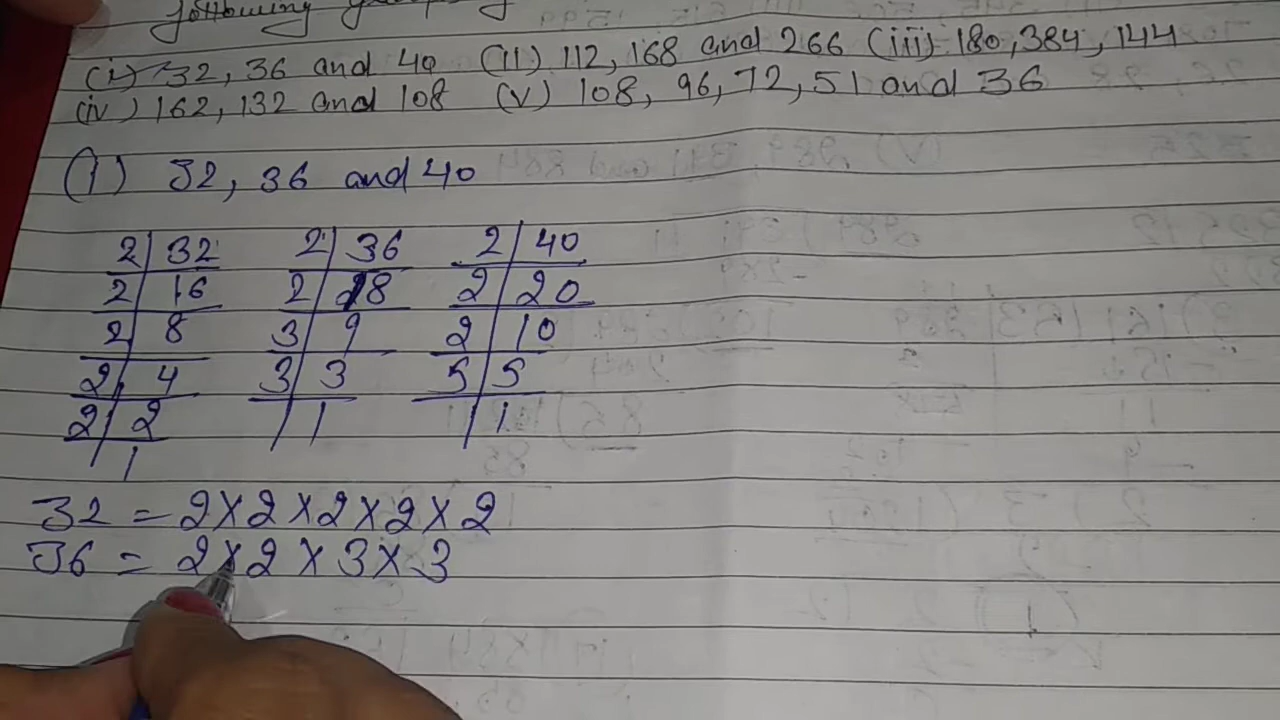 following
(i) 32, 36 and 40 (II) 112, 168 and 266 (iii) 180, 384, 144
(iv) 162, 132 and 108 (v) 108, 96, 72, 51 and 36
(I) 32, 36 and 40
2 | 32 2 | 36 2 | 40
2 | 16 2 | 18 2 | 20
2 | 8 3 | 9 2 | 10
2 | 4 3 | 3 5 | 5
2 | 2 | 1 | 1
| 1
32 = 2 × 2 × 2 × 2 × 2
36 = 2 × 2 × 3 × 3